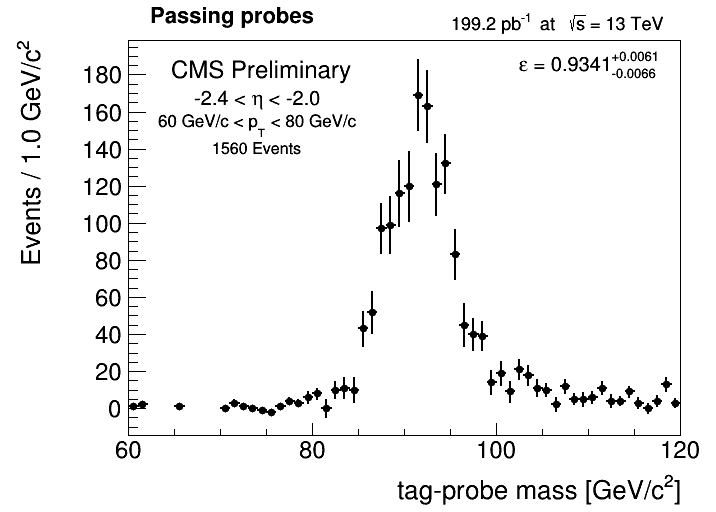 Passing probes
199.2 pb⁻¹ at √s = 13 TeV
CMS Preliminary
-2.4 < η < -2.0
60 GeV/c < p_T < 80 GeV/c
1560 Events
ε = 0.9341 +0.0061 -0.0066
Events / 1.0 GeV/c²
180
160
140
120
100
80
60
40
20
0
60 80 100 120
tag-probe mass [GeV/c²]